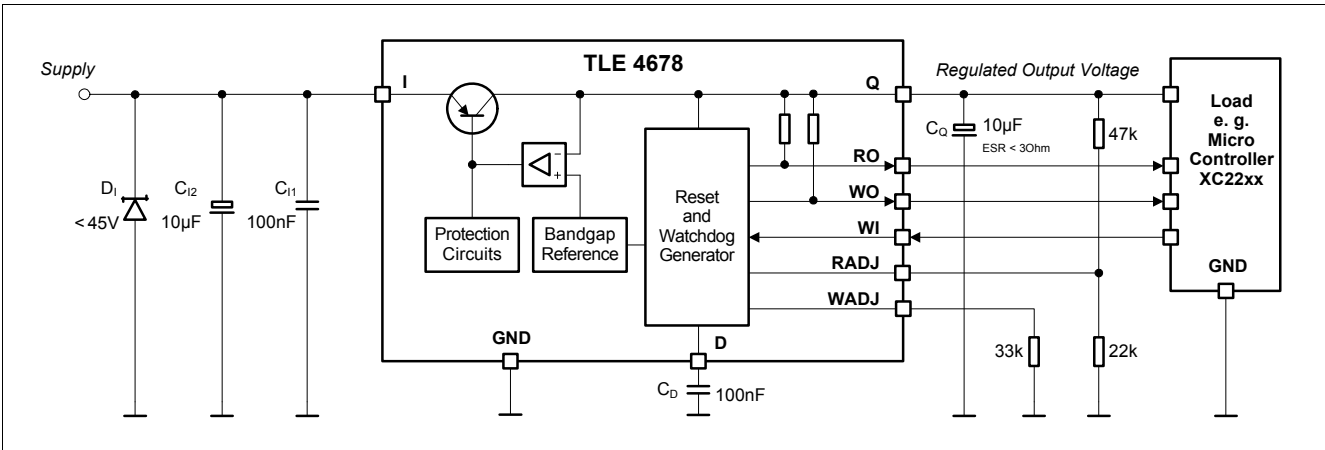 TLE 4678
Supply
I
Q
Regulated Output Voltage
Load
e. g.
Micro
Controller
XC22xx
GND
D_I
< 45V
C_I2
10µF
C_I1
100nF
Protection
Circuits
Bandgap
Reference
Reset
and
Watchdog
Generator
RO
WO
WI
RADJ
WADJ
C_Q
10µF
ESR < 3Ohm
47k
33k
22k
GND
D
C_D
100nF
−
+